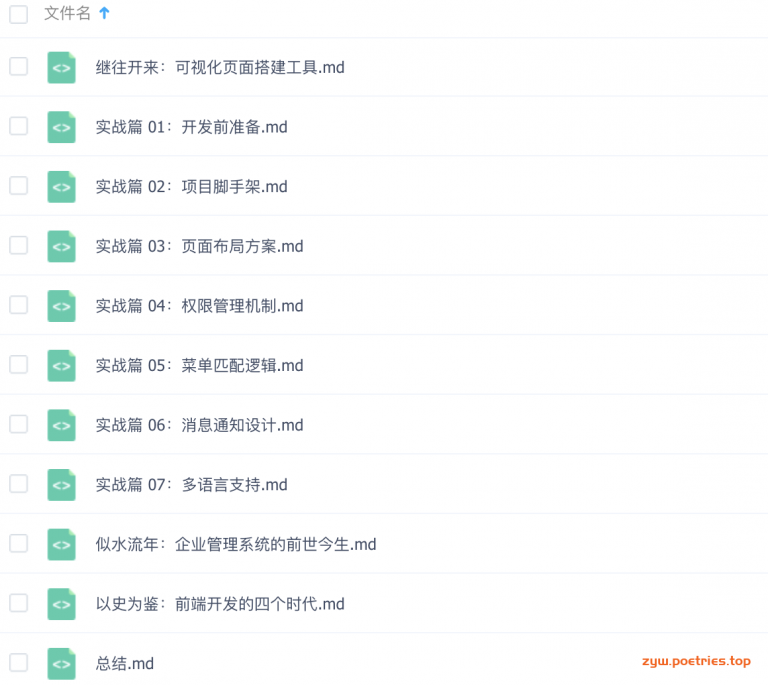 文件名
继往开来：可视化页面搭建工具.md
实战篇 01：开发前准备.md
实战篇 02：项目脚手架.md
实战篇 03：页面布局方案.md
实战篇 04：权限管理机制.md
实战篇 05：菜单匹配逻辑.md
实战篇 06：消息通知设计.md
实战篇 07：多语言支持.md
似水流年：企业管理系统的前世今生.md
以史为鉴：前端开发的四个时代.md
总结.md
zyw.poetries.top